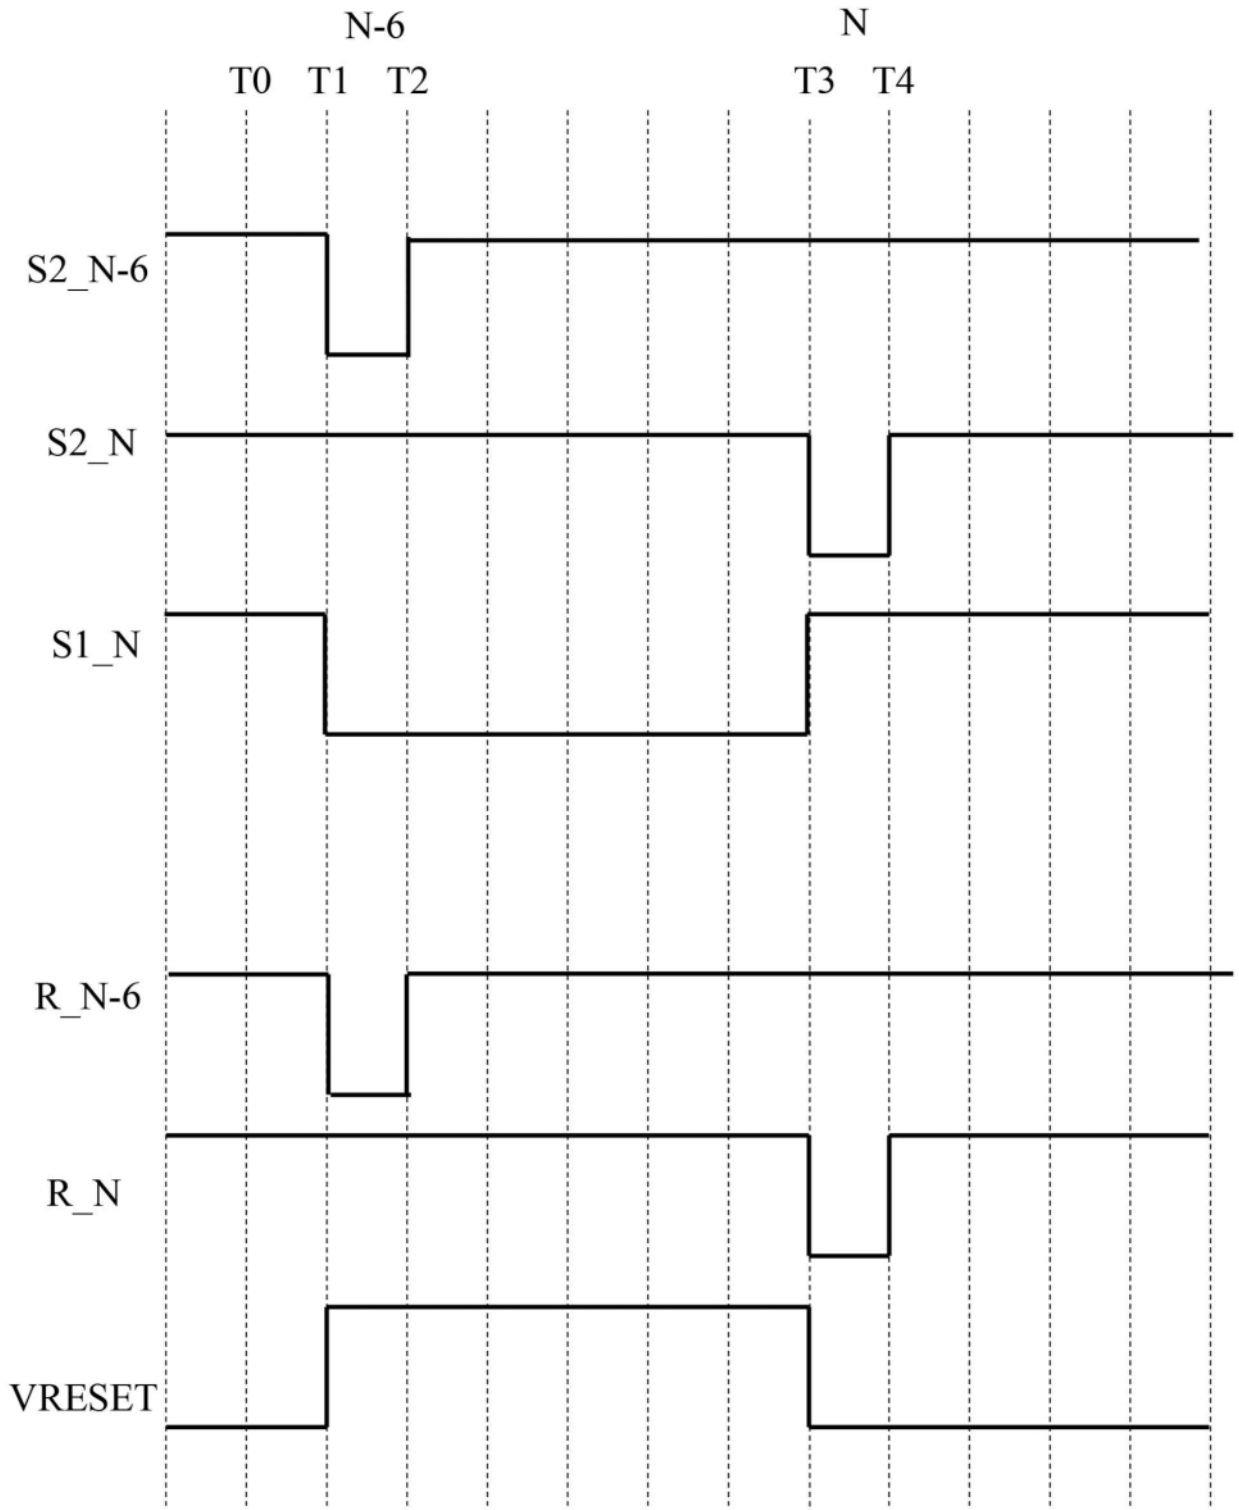 N-6 N
T0 T1 T2 T3 T4
S2_N-6
S2_N
S1_N
R_N-6
R_N
VRESET